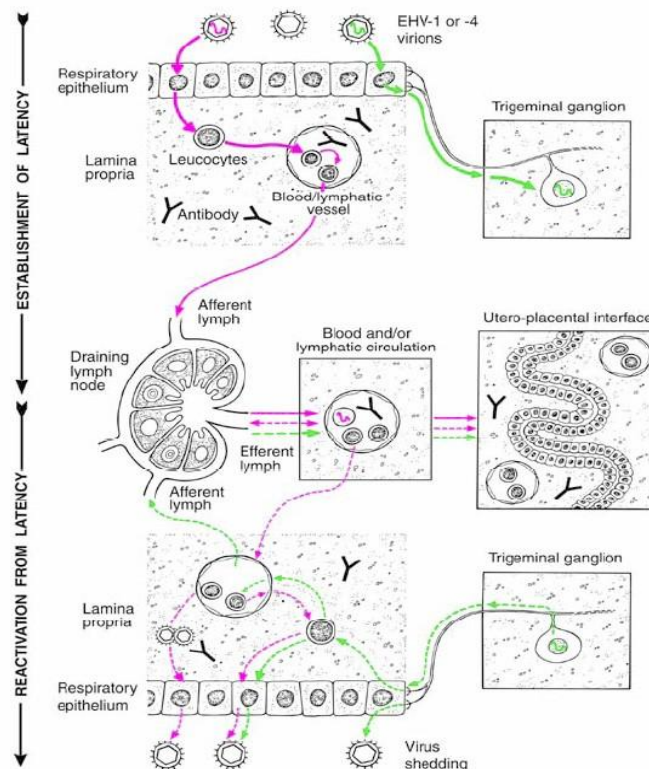 EHV-1 or -4
virions
Respiratory
epithelium
Trigeminal ganglion
Leucocytes
Lamina
propria
Blood/lymphatic
vessel
Antibody
ESTABLISHMENT OF LATENCY
Afferent
lymph
Utero-placental interface
Blood and/or
lymphatic circulation
Draining
lymph
node
Efferent
lymph
Afferent
lymph
REACTIVATION FROM LATENCY
Trigeminal ganglion
Lamina
propria
Respiratory
epithelium
Virus
shedding